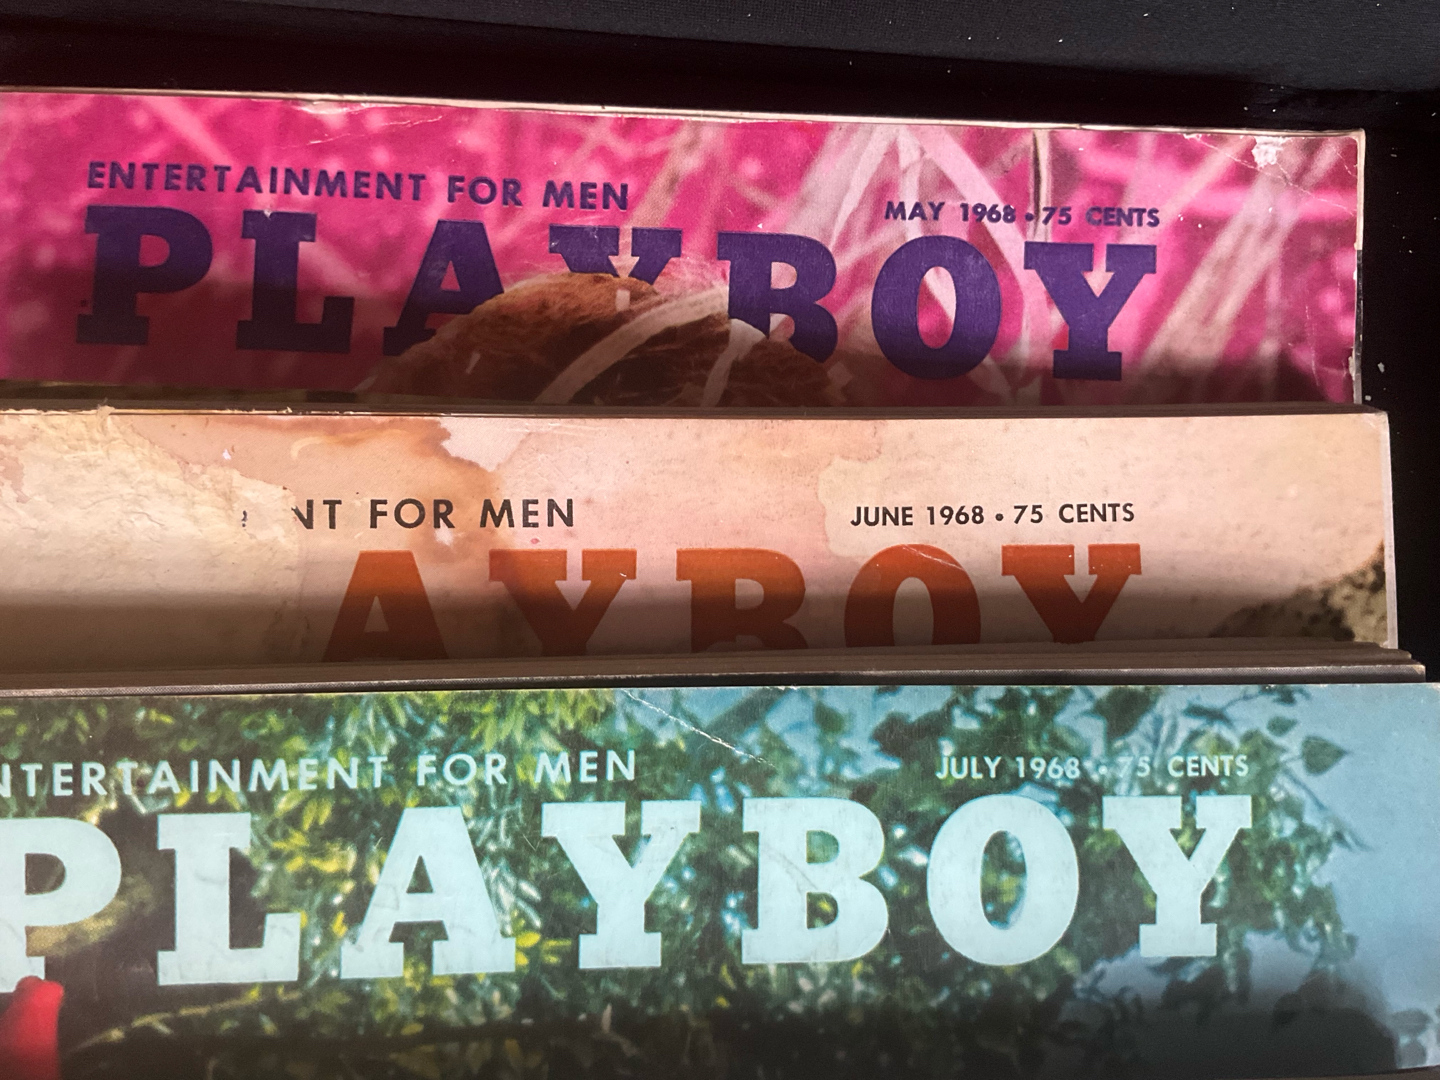 ENTERTAINMENT FOR MEN
MAY 1968 • 75 CENTS
PLAYBOY
NT FOR MEN
JUNE 1968 • 75 CENTS
AYBOY
NTERTAINMENT FOR MEN
JULY 1968 • 75 CENTS
PLAYBOY